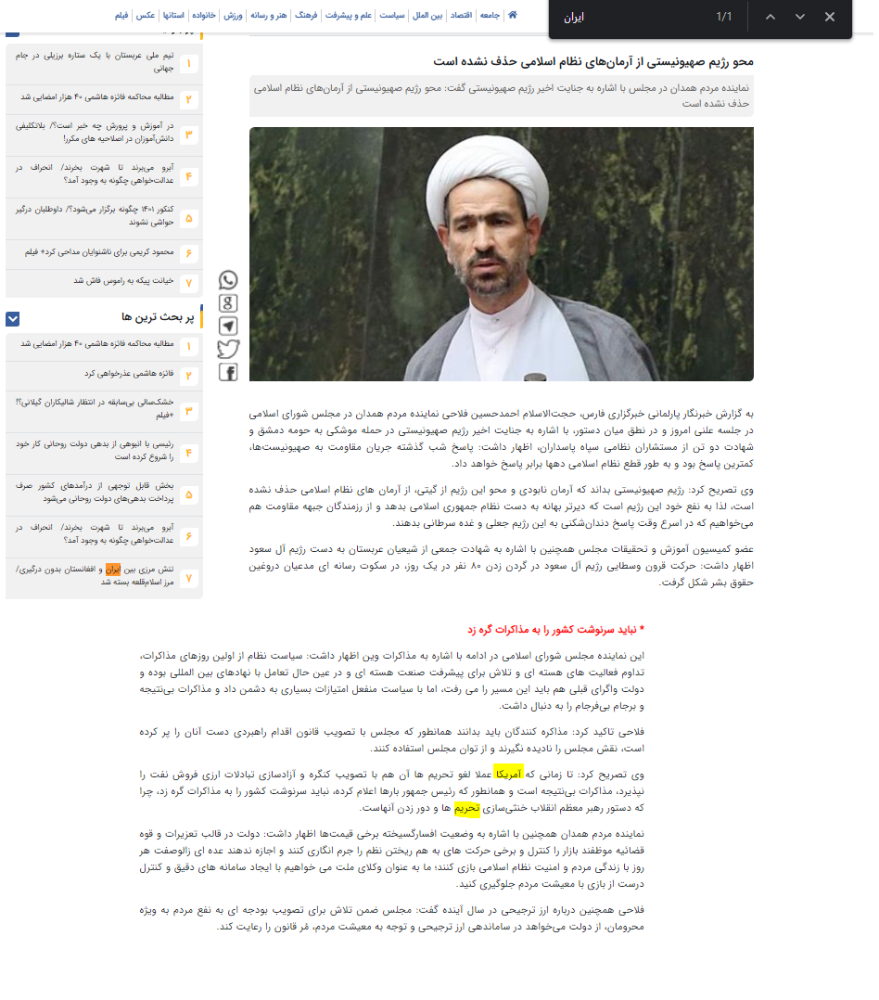 ایران
1/1
جامعه
اقتصاد
بین الملل
سیاست
علم و پیشرفت
فرهنگ
هنر و رسانه
ورزش
خانواده
استانها
عکس
فیلم
محو رژیم صهیونیستی از آرمان‌های نظام اسلامی حذف نشده است
نماینده مردم همدان در مجلس با اشاره به جنایت اخیر رژیم صهیونیستی گفت: محو رژیم صهیونیستی از آرمان‌های نظام اسلامی
حذف نشده است
به گزارش خبرنگار پارلمانی خبرگزاری فارس، حجت‌الاسلام احمدحسین فلاحی نماینده مردم همدان در مجلس شورای اسلامی
در جلسه علنی امروز و در نطق میان دستور، با اشاره به جنایت اخیر رژیم صهیونیستی در حمله موشکی به حومه دمشق و
شهادت دو تن از مستشاران نظامی سپاه پاسداران، اظهار داشت: پاسخ شب گذشته جریان مقاومت به صهیونیست‌ها،
کمترین پاسخ بود و به طور قطع نظام اسلامی دهها برابر پاسخ خواهد داد.
وی تصریح کرد: رژیم صهیونیستی بداند که آرمان نابودی و محو این رژیم از گیتی، از آرمان های نظام اسلامی حذف نشده
است، لذا به نفع خود این رژیم است که دیرتر بهانه به دست نظام جمهوری اسلامی بدهد و از رزمندگان جبهه مقاومت هم
می‌خواهیم که در اسرع وقت پاسخ دندان‌شکنی به این رژیم جعلی و غده سرطانی بدهند.
عضو کمیسیون آموزش و تحقیقات مجلس همچنین با اشاره به شهادت جمعی از شیعیان عربستان به دست رژیم آل سعود
اظهار داشت: حرکت قرون وسطایی رژیم آل سعود در گردن زدن ۸۰ نفر در یک روز، در سکوت رسانه ای مدعیان دروغین
حقوق بشر شکل گرفت.
* نباید سرنوشت کشور را به مذاکرات گره زد
این نماینده مجلس شورای اسلامی در ادامه با اشاره به مذاکرات وین اظهار داشت: سیاست نظام از اولین روزهای مذاکرات،
تداوم فعالیت های هسته ای و تلاش برای پیشرفت صنعت هسته ای و در عین حال تعامل با نهادهای بین المللی بوده و
دولت واگرای قبلی هم باید این مسیر را می رفت، اما با سیاست منفعل امتیازات بسیاری به دشمن داد و مذاکرات بی‌نتیجه
و برجام بی‌فرجام را به دنبال داشت.
فلاحی تاکید کرد: مذاکره کنندگان باید بدانند همانطور که مجلس با تصویب قانون اقدام راهبردی دست آنان را پر کرده
است، نقش مجلس را نادیده نگیرند و از توان مجلس استفاده کنند.
وی تصریح کرد: تا زمانی که آمریکا عملا لغو تحریم ها آن هم با تصویب کنگره و آزادسازی تبادلات ارزی فروش نفت را
نپذیرد، مذاکرات بی‌نتیجه است و همانطور که رئیس جمهور بارها اعلام کرده، نباید سرنوشت کشور را به مذاکرات گره زد، چرا
که دستور رهبر معظم انقلاب خنثی‌سازی تحریم ها و دور زدن آنهاست.
نماینده مردم همدان همچنین با اشاره به وضعیت افسارگسیخته برخی قیمت‌ها اظهار داشت: دولت در قالب تعزیرات و قوه
قضائیه موظفند بازار را کنترل و برخی حرکت های به هم ریختن نظم را جرم انگاری کنند و اجازه ندهند عده ای زالوصفت هر
روز با زندگی مردم و امنیت نظام اسلامی بازی کنند؛ ما به عنوان وکلای ملت می خواهیم با ایجاد سامانه های دقیق و کنترل
درست از بازی با معیشت مردم جلوگیری کنید.
فلاحی همچنین درباره ارز ترجیحی در سال آینده گفت: مجلس ضمن تلاش برای تصویب بودجه ای به نفع مردم به ویژه
محرومان، از دولت می‌خواهد در ساماندهی ارز ترجیحی و توجه به معیشت مردم، مُر قانون را رعایت کند.
۱
تیم ملی عربستان با یک ستاره برزیلی در جام
جهانی
۲
مطالبه محاکمه فائزه هاشمی ۴۰ هزار امضایی شد
۳
در آموزش و پرورش چه خبر است؟/ بلاتکلیفی
دانش‌آموزان در اصلاحیه های مکرر!
۴
آبرو می‌برند تا شهرت بخرند/ انحراف در
عدالت‌خواهی چگونه به وجود آمد؟
۵
کنکور ۱۴۰۱ چگونه برگزار می‌شود؟/ داوطلبان درگیر
حواشی نشوند
۶
محمود کریمی برای ناشنوایان مداحی کرد+ فیلم
۷
خیانت پیکه به راموس فاش شد
پر بحث ترین ها
۱
مطالبه محاکمه فائزه هاشمی ۴۰ هزار امضایی شد
۲
فائزه هاشمی عذرخواهی کرد
۳
خشک‌سالی بی‌سابقه در انتظار شالیکاران گیلانی؟!
+فیلم
۴
رئیسی با انبوهی از بدهی دولت روحانی کار خود
را شروع کرده است
۵
بخش قابل توجهی از درآمدهای کشور صرف
پرداخت بدهی‌های دولت روحانی می‌شود
۶
آبرو می‌برند تا شهرت بخرند/ انحراف در
عدالت‌خواهی چگونه به وجود آمد؟
۷
تنش مرزی بین ایران و افغانستان بدون درگیری/
مرز اسلام‌قلعه بسته شد